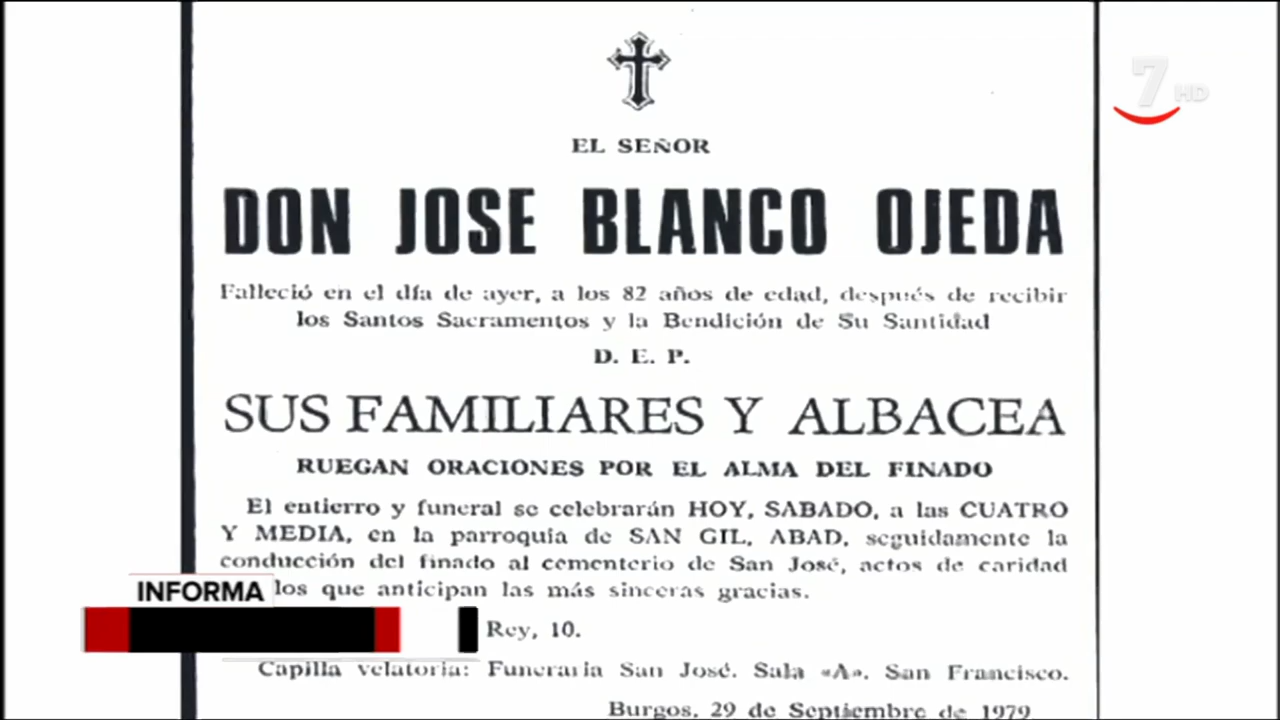 7 HD
EL SEÑOR
DON JOSE BLANCO OJEDA
Falleció en el día de ayer, a los 82 años de edad, después de recibir
los Santos Sacramentos y la Bendición de Su Santidad
D. E. P.
SUS FAMILIARES Y ALBACEA
RUEGAN ORACIONES POR EL ALMA DEL FINADO
El entierro y funeral se celebrarán HOY, SABADO, a las CUATRO
Y MEDIA, en la parroquia de SAN GIL, ABAD, seguidamente la
conducción del finado al cementerio de San José, actos de caridad
los que anticipan las más sinceras gracias.
INFORMA
Rey, 10.
Capilla velatoria: Funeraria San José. Sala «A». San Francisco.
Burgos, 29 de Septiembre de 1979